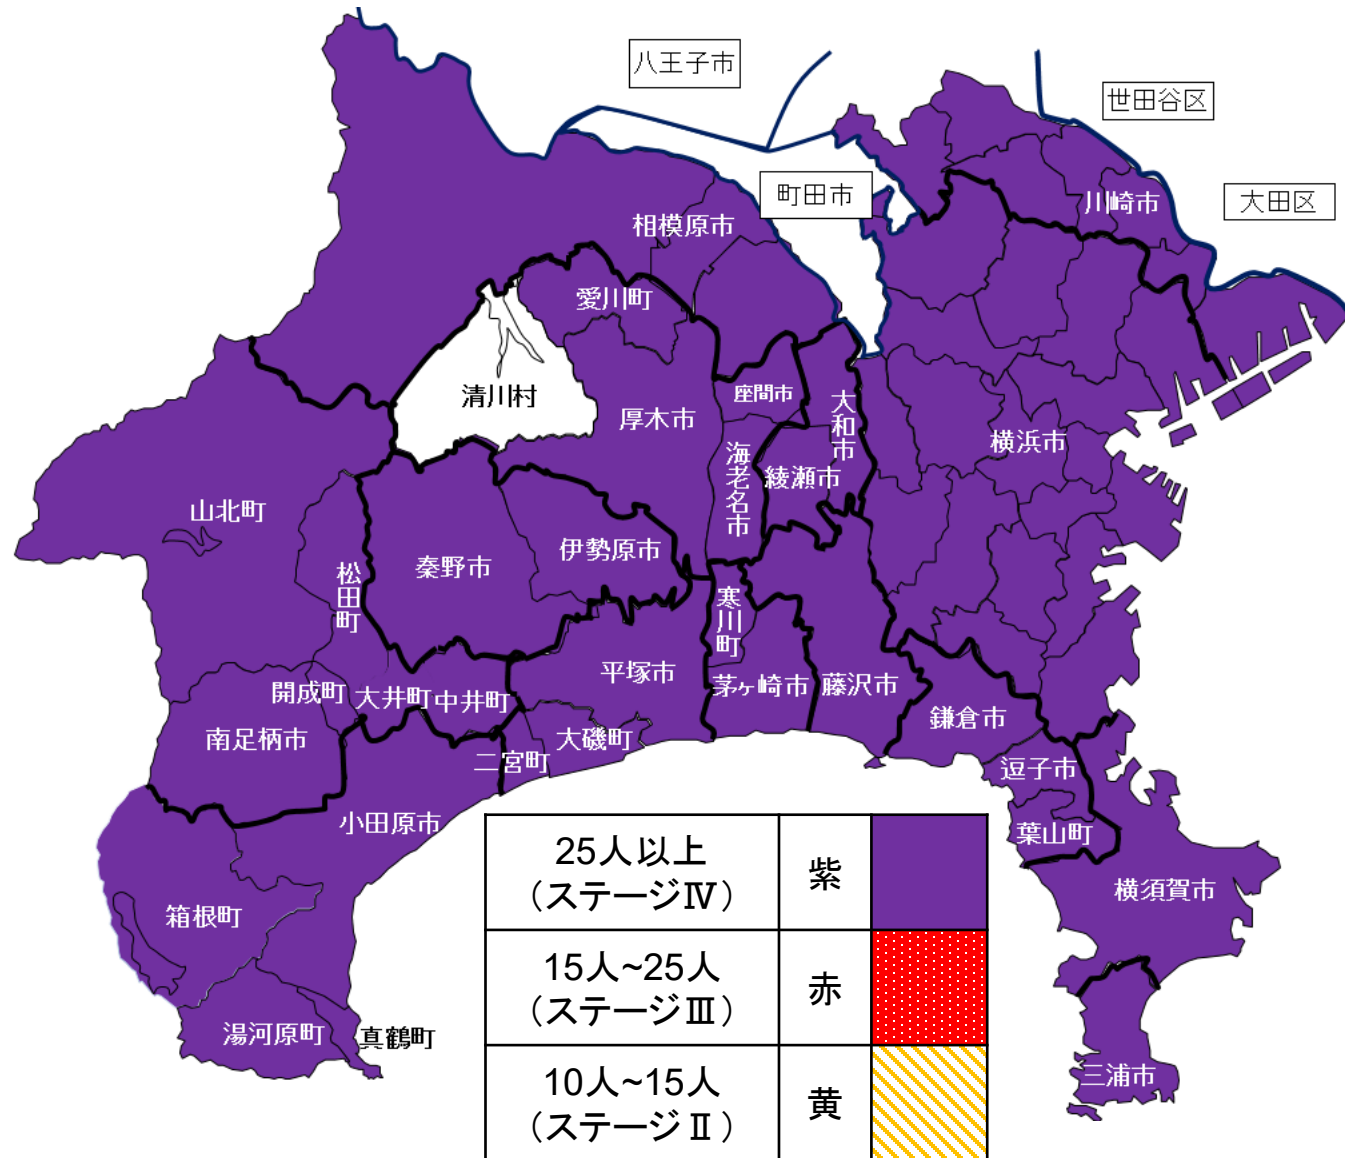 八王子市
世田谷区
町田市
大田区
川崎市
相模原市
愛川町
清川村
座間市
大和市
厚木市
横浜市
海老名市
綾瀬市
山北町
伊勢原市
秦野市
松田町
寒川町
平塚市
茅ヶ崎市
藤沢市
開成町
大井町
中井町
鎌倉市
南足柄市
大磯町
二宮町
逗子市
小田原市
葉山町
横須賀市
箱根町
湯河原町
真鶴町
三浦市
25人以上
（ステージⅣ）
紫
15人~25人
（ステージⅢ）
赤
10人~15人
（ステージⅡ）
黄